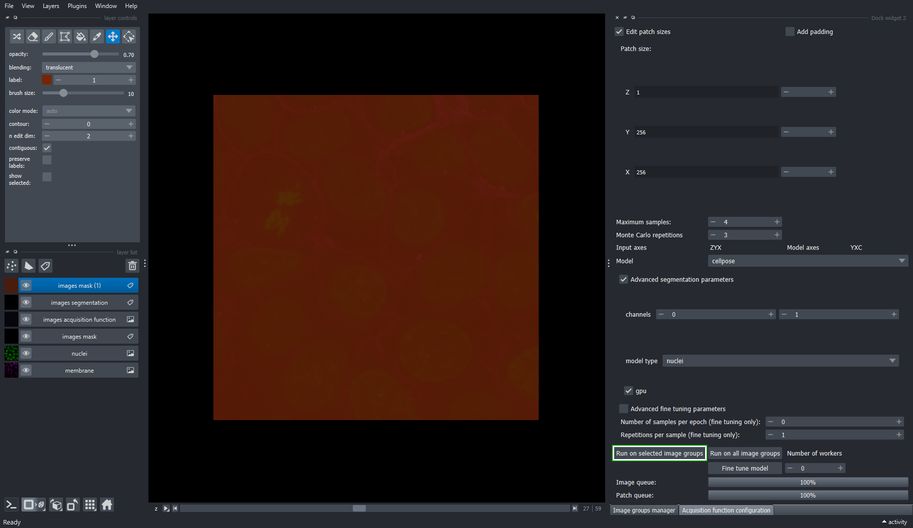 File View Layers Plugins Window Help
layer controls
opacity: 0.70
blending: translucent
label: 1
brush size: 10
color mode: auto
contour: 0
n edit dim: 2
contiguous:
preserve
labels:
show
selected:
layer list
images mask (1)
images segmentation
images acquisition function
images mask
nuclei
membrane
Ready
z 27 59
Dock widget 2
Edit patch sizes Add padding
Patch size:
Z 1
Y 256
X 256
Maximum samples: 4
Monte Carlo repetitions 3
Input axes ZYX Model axes YXC
Model cellpose
Advanced segmentation parameters
channels 0 1
model type nuclei
gpu
Advanced fine tuning parameters
Number of samples per epoch (fine tuning only): 0
Repetitions per sample (fine tuning only): 1
Run on selected image groups Run on all image groups Number of workers
Fine tune model 0
Image queue: 100%
Patch queue: 100%
Image groups manager Acquisition function configuration
activity